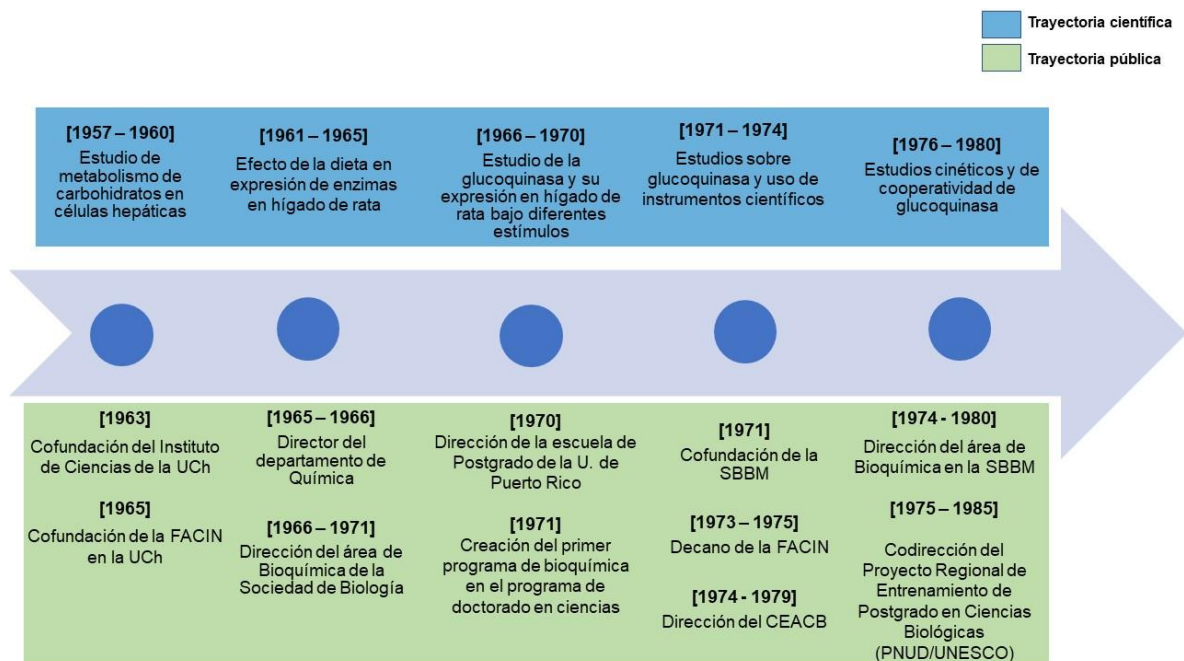 Trayectoria científica
Trayectoria pública
[1957 – 1960]
Estudio de
metabolismo de
carbohidratos en
células hepáticas
[1961 – 1965]
Efecto de la dieta en
expresión de enzimas
en hígado de rata
[1966 – 1970]
Estudio de la
glucoquinasa y su
expresión en hígado de
rata bajo diferentes
estímulos
[1971 – 1974]
Estudios sobre
glucoquinasa y uso de
instrumentos científicos
[1976 – 1980]
Estudios cinéticos y de
cooperatividad de
glucoquinasa
[1963]
Cofundación del Instituto
de Ciencias de la UCh
[1965]
Cofundación de la FACIN
en la UCh
[1965 – 1966]
Director del
departamento de
Química
[1966 – 1971]
Dirección del área de
Bioquímica de la
Sociedad de Biología
[1970]
Dirección de la escuela de
Postgrado de la U. de
Puerto Rico
[1971]
Creación del primer
programa de bioquímica
en el programa de
doctorado en ciencias
[1971]
Cofundación de la
SBBM
[1973 – 1975]
Decano de la FACIN
[1974 - 1979]
Dirección del CEACB
[1974 - 1980]
Dirección del área de
Bioquímica en la SBBM
[1975 – 1985]
Codirección del
Proyecto Regional de
Entrenamiento de
Postgrado en Ciencias
Biológicas
(PNUD/UNESCO)